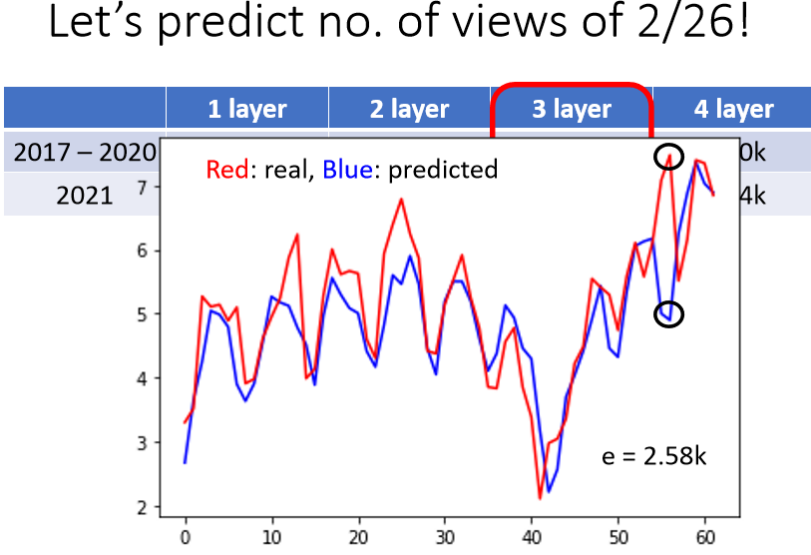 Let's predict no. of views of 2/26!
1 layer 2 layer 3 layer 4 layer
2017 – 2020 0k
2021 4k
Red: real, Blue: predicted
7
6
5
4
3
2
e = 2.58k
0 10 20 30 40 50 60